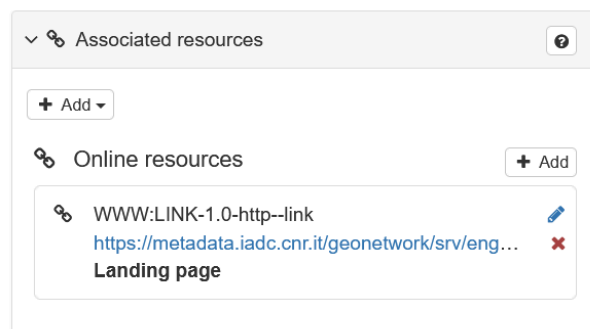 Associated resources
Add
Online resources
Add
WWW:LINK-1.0-http--link
https://metadata.iadc.cnr.it/geonetwork/srv/eng…
Landing page